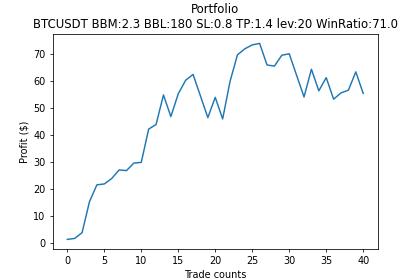 Portfolio
BTCUSDT BBM:2.3 BBL:180 SL:0.8 TP:1.4 lev:20 WinRatio:71.0
70
60
50
40
30
20
10
0
Profit ($)
0 5 10 15 20 25 30 35 40
Trade counts